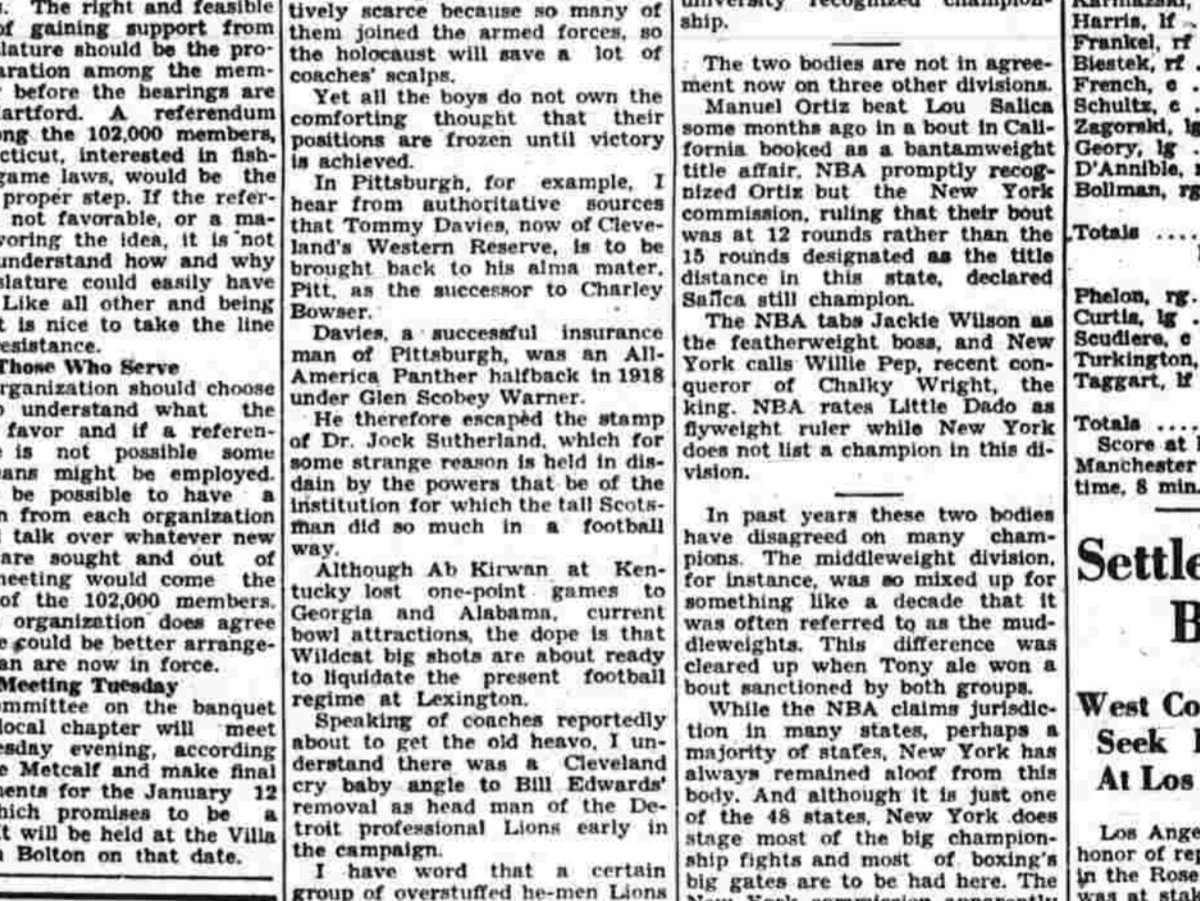 The right and feasible
of gaining support from
lature should be the pro-
aration among the mem-
before the hearings are
artford. A referendum
ng the 102,000 members,
cticut, interested in fish-
game laws, would be the
proper step. If the refer-
not favorable, or a ma-
voring the idea, it is not
understand how and why
slature could easily have
Like all other and being
t is nice to take the line
esistance.
Those Who Serve
rganization should choose
o understand what the
favor and if a referen-
e is not possible some
eans might be employed.
be possible to have a
n from each organization
talk over whatever new
are sought and out of
meeting would come the
of the 102,000 members.
organization does agree
e could be better arrange-
an are now in force.
Meeting Tuesday
ommittee on the banquet
local chapter will meet
esday evening, according
e Metcalf and make final
ments for the January 12
hich promises to be a
It will be held at the Villa
n Bolton on that date.
tively scarce because so many of
them joined the armed forces, so
the holocaust will save a lot of
coaches' scalps.
Yet all the boys do not own the
comforting thought that their
positions are frozen until victory
is achieved.
In Pittsburgh, for example, I
hear from authoritative sources
that Tommy Davies, now of Cleve-
land's Western Reserve, is to be
brought back to his alma mater,
Pitt, as the successor to Charley
Bowser.
Davies, a successful insurance
man of Pittsburgh, was an All-
America Panther halfback in 1918
under Glen Scobey Warner.
He therefore escaped the stamp
of Dr. Jock Sutherland, which for
some strange reason is held in dis-
dain by the powers that be of the
institution for which the tall Scots-
man did so much in a football
way.
Although Ab Kirwan at Ken-
tucky lost one-point games to
Georgia and Alabama, current
bowl attractions, the dope is that
Wildcat big shots are about ready
to liquidate the present football
regime at Lexington.
Speaking of coaches reportedly
about to get the old heavo, I un-
derstand there was a Cleveland
cry baby angle to Bill Edwards'
removal as head man of the De-
troit professional Lions early in
the campaign.
I have word that a certain
group of overstuffed he-men Lions
university recognized champion-
ship.
The two bodies are not in agree-
ment now on three other divisions.
Manuel Ortiz beat Lou Salica
some months ago in a bout in Cali-
fornia booked as a bantamweight
title affair. NBA promptly recog-
nized Ortiz but the New York
commission, ruling that their bout
was at 12 rounds rather than the
15 rounds designated as the title
distance in this state, declared
Salica still champion.
The NBA tabs Jackie Wilson as
the featherweight boss, and New
York calls Willie Pep, recent con-
queror of Chalky Wright, the
king. NBA rates Little Dado as
flyweight ruler while New York
does not list a champion in this di-
vision.
In past years these two bodies
have disagreed on many cham-
pions. The middleweight division,
for instance, was so mixed up for
something like a decade that it
was often referred to as the mud-
dleweights. This difference was
cleared up when Tony ale won a
bout sanctioned by both groups.
While the NBA claims jurisdic-
tion in many states, perhaps a
majority of states, New York has
always remained aloof from this
body. And although it is just one
of the 48 states, New York does
stage most of the big champion-
ship fights and most of boxing's
big gates are to be had here. The
New York commission apparently
Harris, lf
Frankel, rf
Biestek, rf .
French, c .
Schultz, c
Zagorski, lg
Geory, lg .
D'Annible, r
Bollman, rg
Totals ....
Phelon, rg.
Curtis, lg .
Scudiere, c
Turkington,
Taggart, lf
Totals ....
Score at
Manchester
time, 8 min.
Settle
B
West Co
Seek
At Los
Los Ange
honor of rep
in the Rose
was at stak